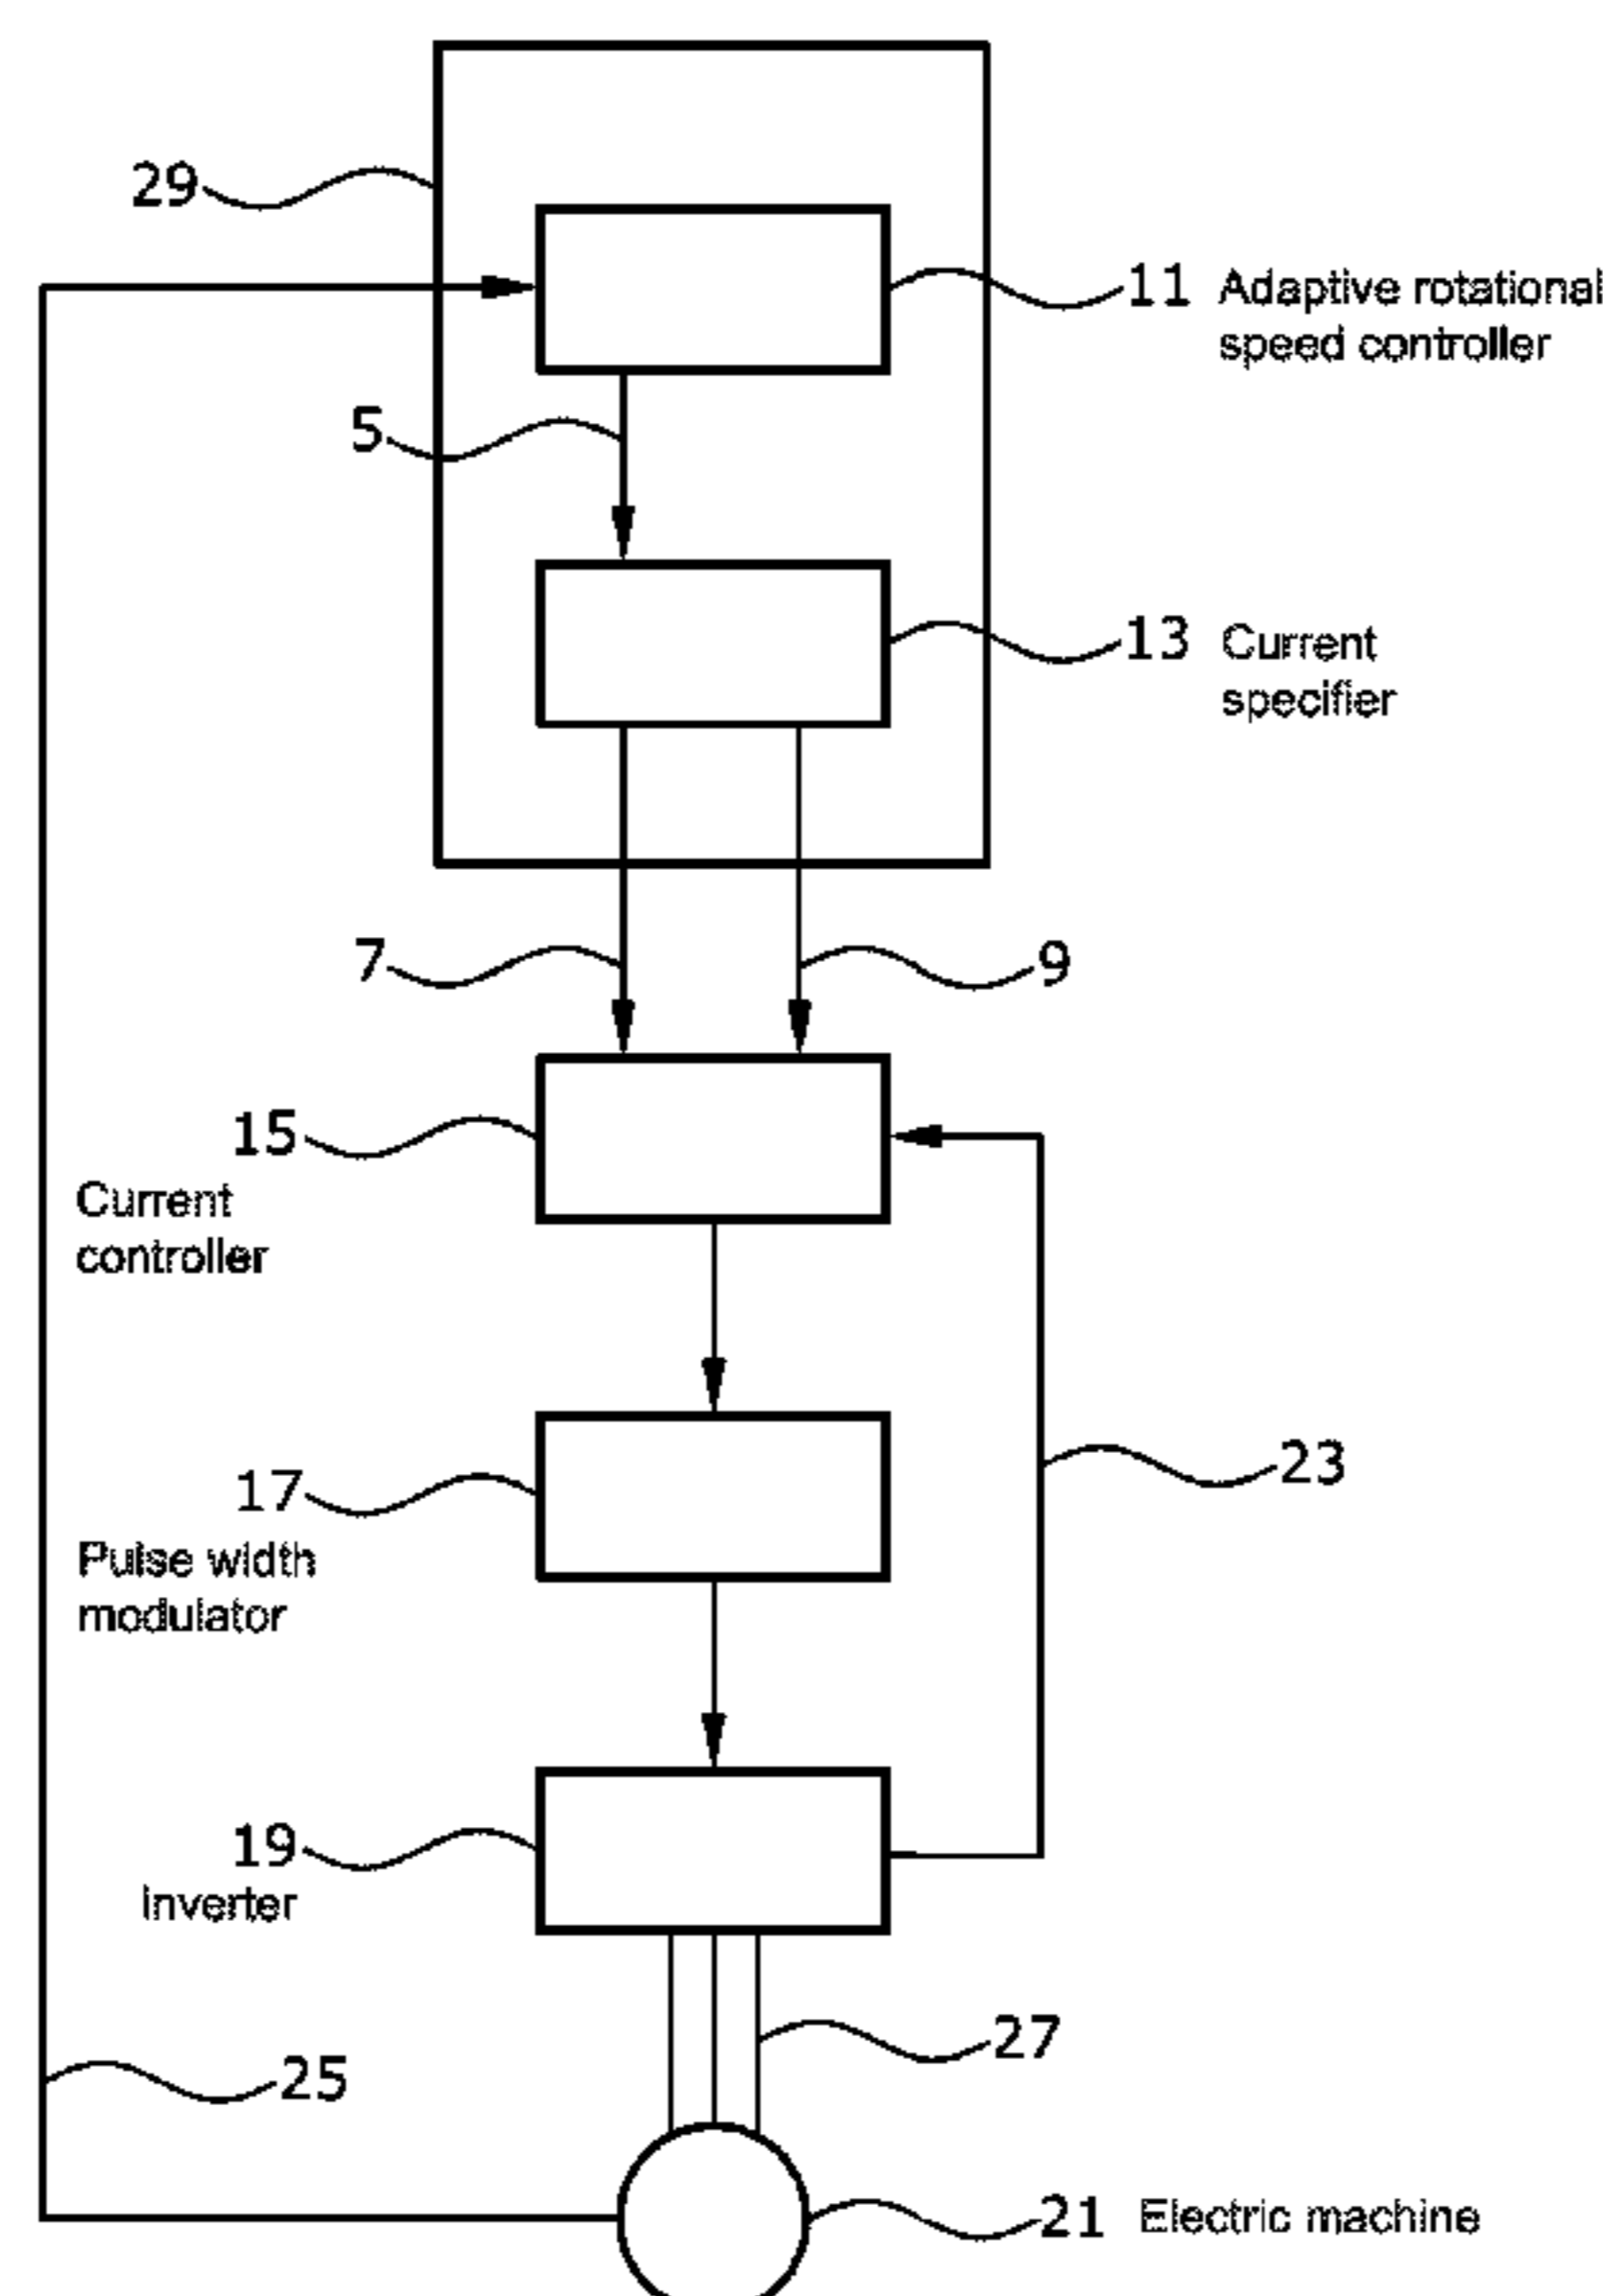 29
11 Adaptive rotational
speed controller
5
13 Current
specifier
7
9
15
Current
controller
17
Pulse width
modulator
23
19
Inverter
27
25
21 Electric machine